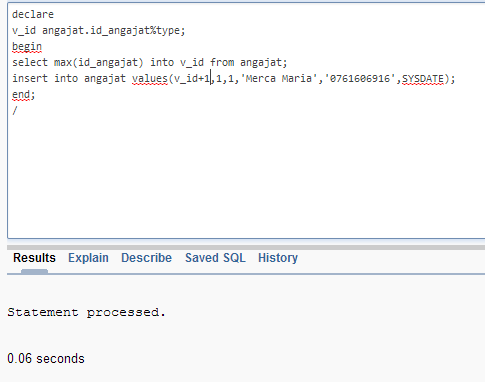 declare
v_id angajat.id_angajat%type;
begin
select max(id_angajat) into v_id from angajat;
insert into angajat values(v_id+1,1,1,'Merca Maria','0761606916',SYSDATE);
end;
/
Results Explain Describe Saved SQL History
Statement processed.
0.06 seconds